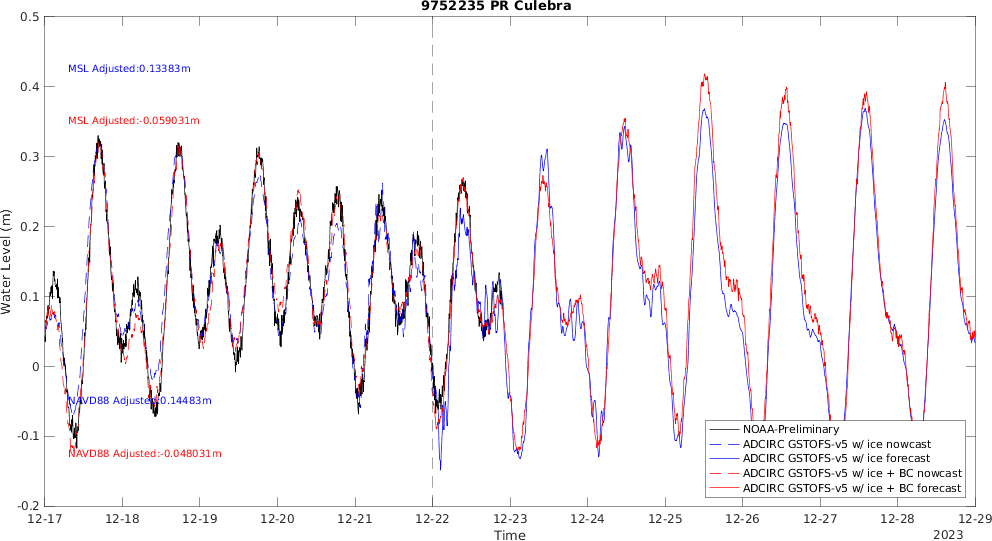 9752235 PR Culebra
0.5
0.4
0.3
0.2
0.1
0
-0.1
-0.2
Water Level (m)
MSL Adjusted:0.13383m
MSL Adjusted:-0.059031m
NAVD88 Adjusted:0.14483m
NAVD88 Adjusted:-0.048031m
NOAA-Preliminary
ADCIRC GSTOFS-v5 w/ ice nowcast
ADCIRC GSTOFS-v5 w/ ice forecast
ADCIRC GSTOFS-v5 w/ ice + BC nowcast
ADCIRC GSTOFS-v5 w/ ice + BC forecast
12-17 12-18 12-19 12-20 12-21 12-22 12-23 12-24 12-25 12-26 12-27 12-28 12-29
Time
2023